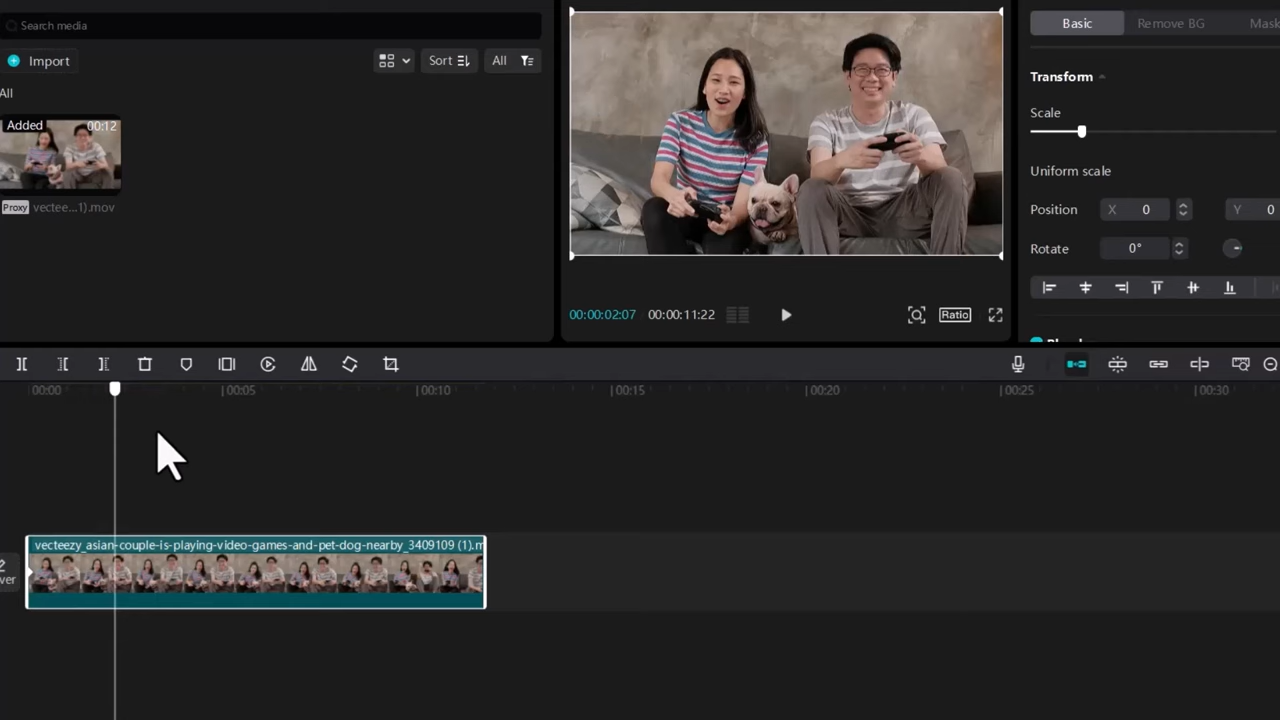 Search media
Import
Sort
All
All
Added 00:12
Proxy vectee...1).mov
00:00:02:07 00:00:11:22
Ratio
Basic Remove BG Mask
Transform
Scale
Uniform scale
Position X 0 Y 0
Rotate 0°
00:00 00:05 00:10 00:15 00:20 00:25 00:30
vecteezy_asian-couple-is-playing-video-games-and-pet-dog-nearby_3409109 (1).m
ver